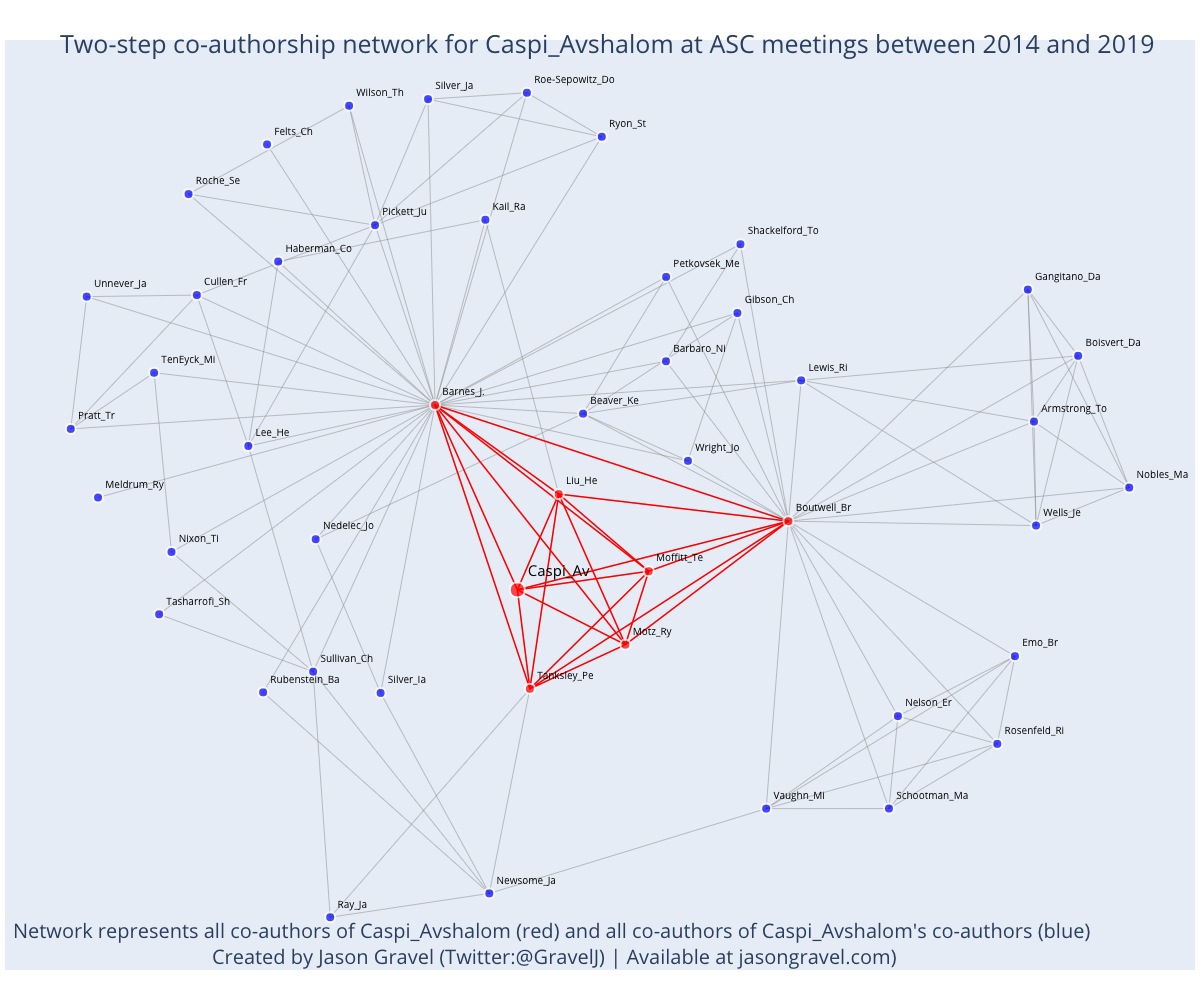 Two-step co-authorship network for Caspi_Avshalom at ASC meetings between 2014 and 2019
Roe-Sepowitz_Do
Silver_Ja
Wilson_Th
Ryon_St
Felts_Ch
Roche_Se
Kail_Ra
Pickett_Ju
Shackelford_To
Haberman_Co
Petkovsek_Me
Gangitano_Da
Unnever_Ja
Cullen_Fr
Gibson_Ch
Boisvert_Da
Barbaro_Ni
TenEyck_Mi
Lewis_Ri
Barnes_J.
Beaver_Ke
Armstrong_To
Pratt_Tr
Lee_He
Wright_Jo
Nobles_Ma
Meldrum_Ry
Liu_He
Boutwell_Br
Wells_Je
Nedelec_Jo
Nixon_Ti
Moffitt_Te
Caspi_Av
Tasharrofi_Sh
Motz_Ry
Emo_Br
Sullivan_Ch
Tanksley_Pe
Rubenstein_Ba
Silver_Ia
Nelson_Er
Rosenfeld_Ri
Vaughn_Mi
Schootman_Ma
Newsome_Ja
Ray_Ja
Network represents all co-authors of Caspi_Avshalom (red) and all co-authors of Caspi_Avshalom's co-authors (blue)
Created by Jason Gravel (Twitter:@GravelJ) | Available at jasongravel.com)